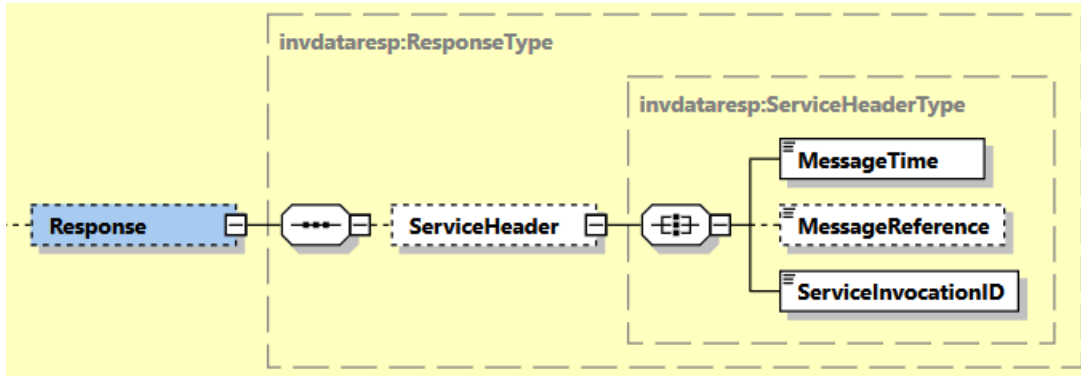 invdataresp:ResponseType
invdataresp:ServiceHeaderType
MessageTime
Response
ServiceHeader
MessageReference
ServiceInvocationID